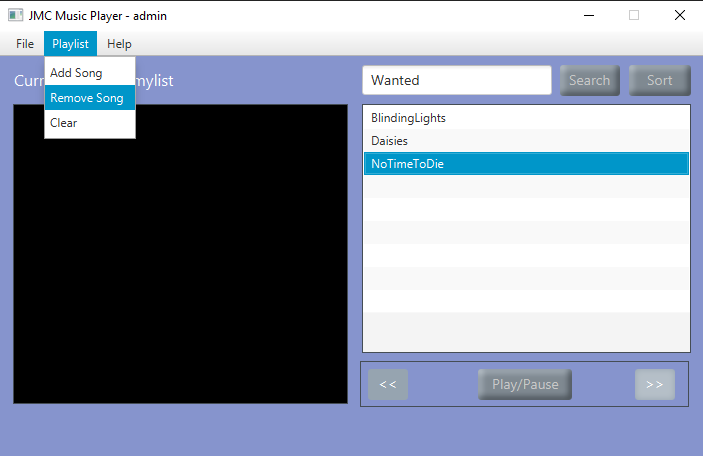 JMC Music Player - admin
File Playlist Help
Add Song
Remove Song
Clear
mylist
Wanted
Search
Sort
BlindingLights
Daisies
NoTimeToDie
<<
Play/Pause
>>